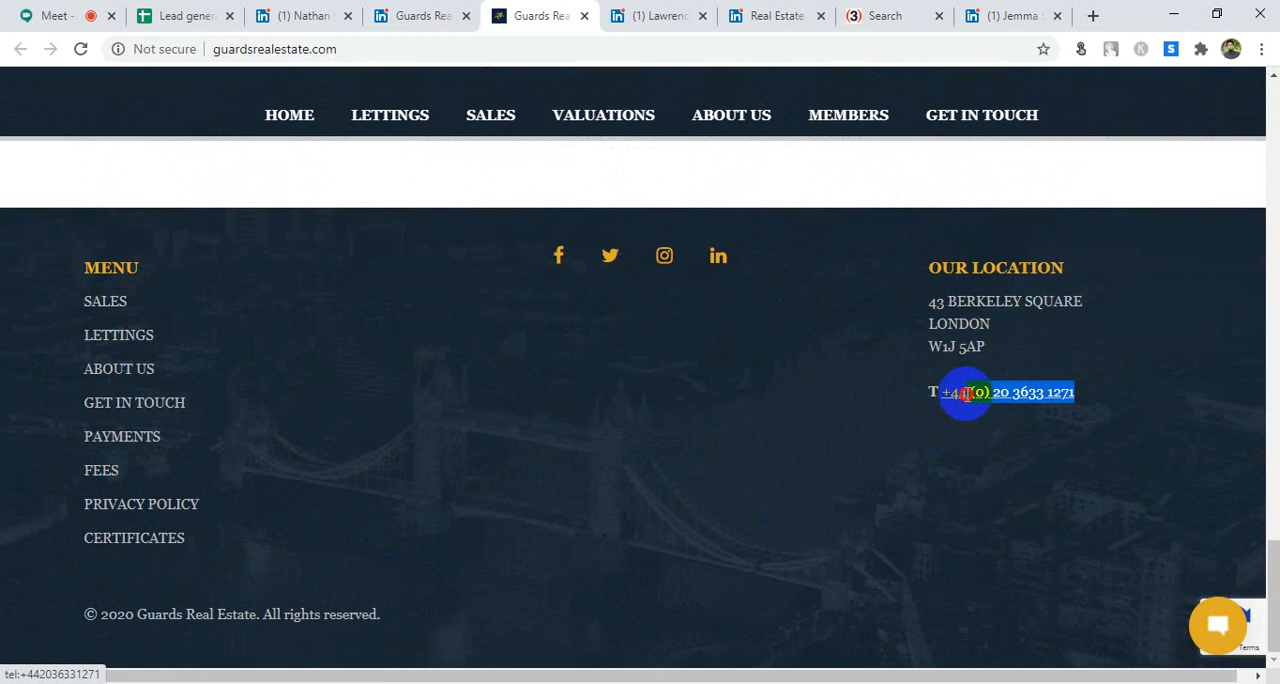 Meet -
Lead gener
(1) Nathan
Guards Rea
Guards Rea
(1) Lawrenc
Real Estate
Search
(1) Jemma
Not secure
guardsrealestate.com
HOME
LETTINGS
SALES
VALUATIONS
ABOUT US
MEMBERS
GET IN TOUCH
MENU
SALES
LETTINGS
ABOUT US
GET IN TOUCH
PAYMENTS
FEES
PRIVACY POLICY
CERTIFICATES
OUR LOCATION
43 BERKELEY SQUARE
LONDON
W1J 5AP
T +44(0) 20 3633 1271
© 2020 Guards Real Estate. All rights reserved.
Terms
tel:+442036331271